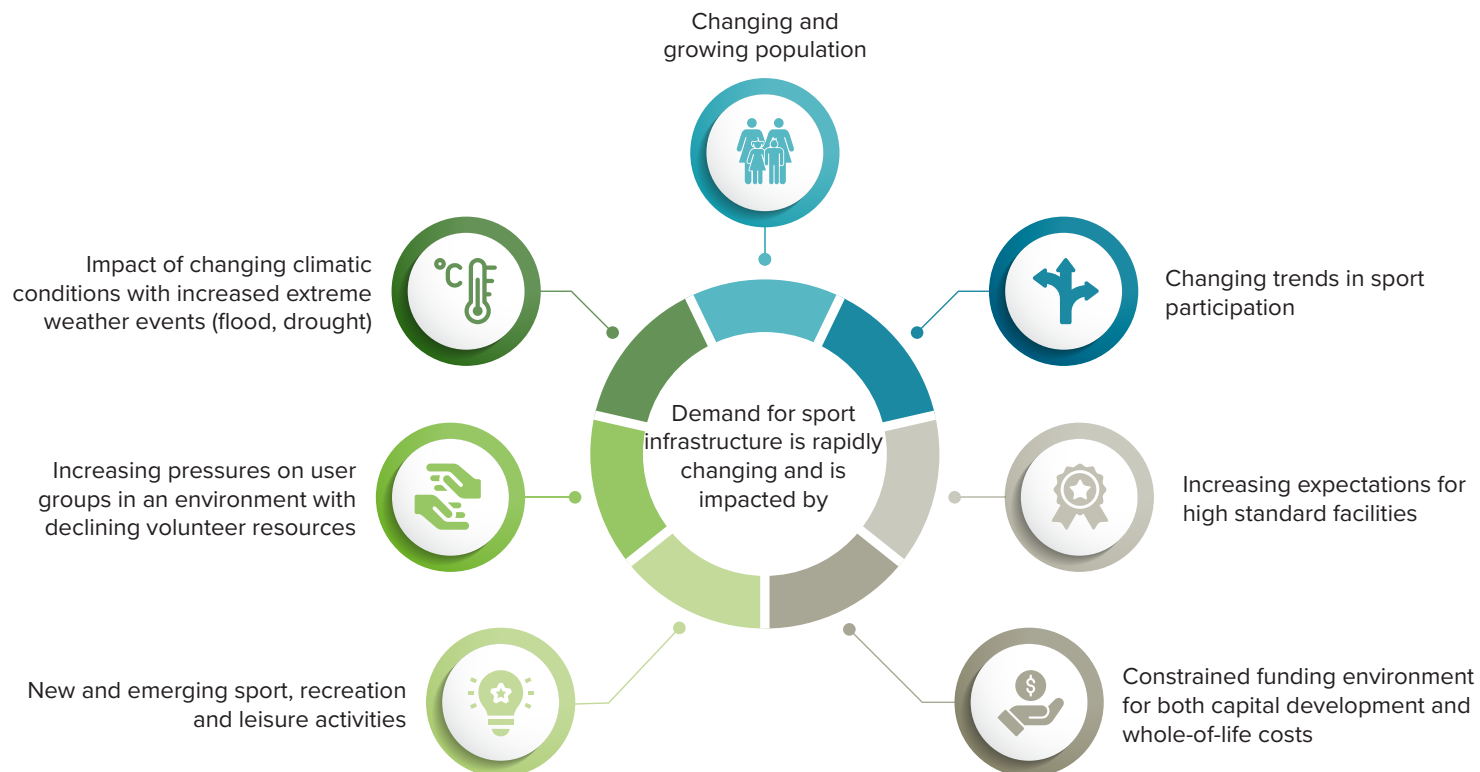 Changing and
growing population
Changing trends in sport
participation
Increasing expectations for
high standard facilities
Constrained funding environment
for both capital development and
whole-of-life costs
New and emerging sport, recreation
and leisure activities
Increasing pressures on user
groups in an environment with
declining volunteer resources
Impact of changing climatic
conditions with increased extreme
weather events (flood, drought)
Demand for sport
infrastructure is rapidly
changing and is
impacted by
°C
$